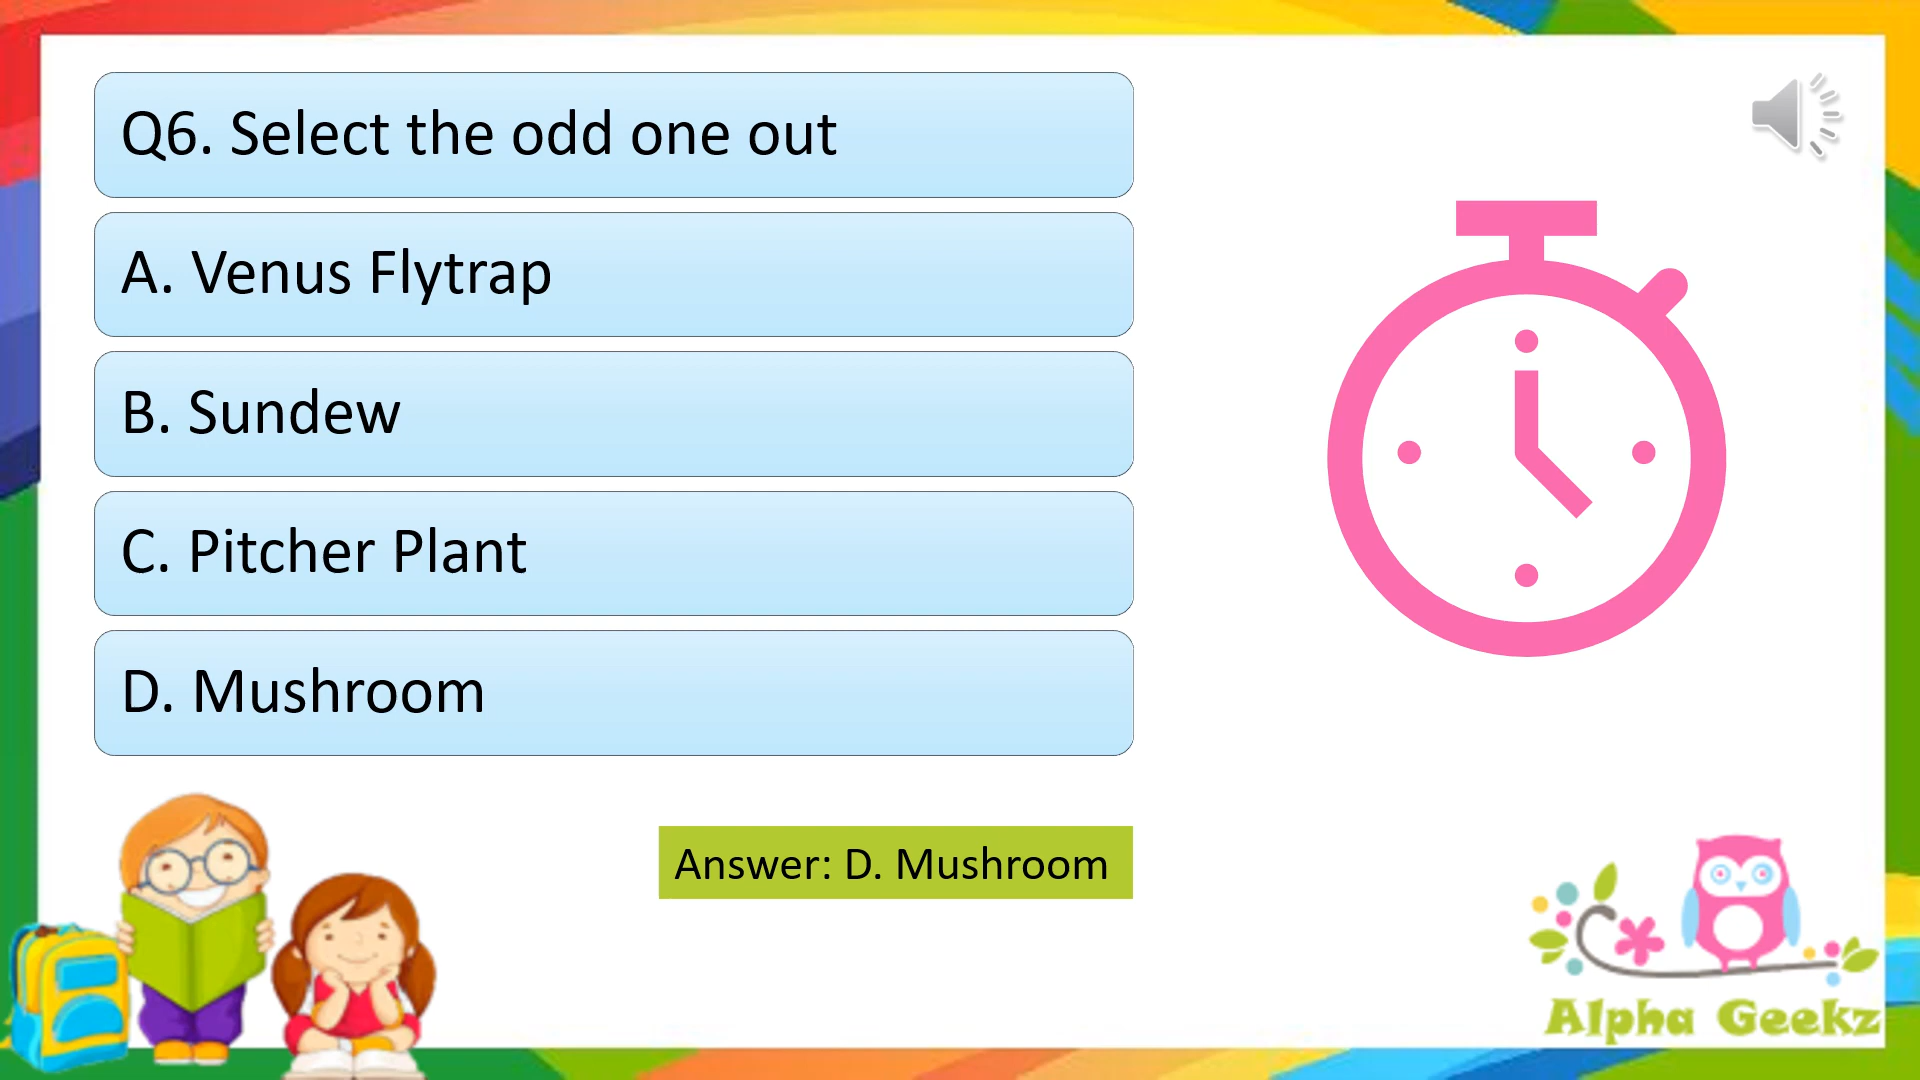 Q6. Select the odd one out
A. Venus Flytrap
B. Sundew
C. Pitcher Plant
D. Mushroom
Answer: D. Mushroom
Alpha Geekz